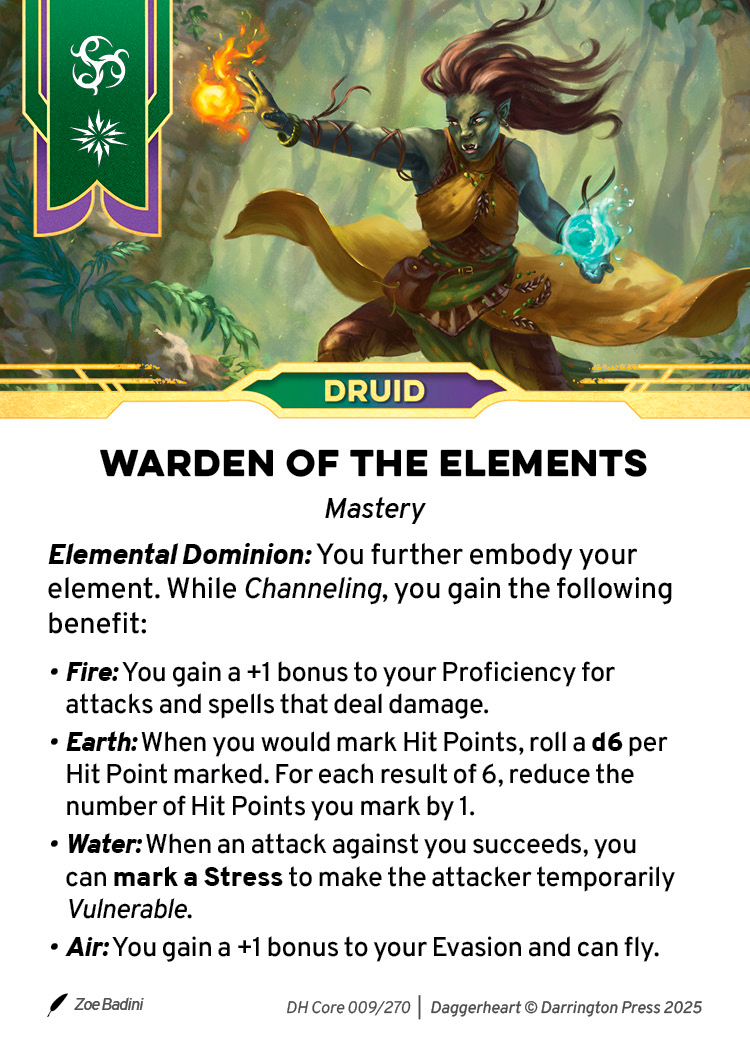 DRUID
WARDEN OF THE ELEMENTS
Mastery
Elemental Dominion: You further embody your
element. While Channeling, you gain the following
benefit:
• Fire: You gain a +1 bonus to your Proficiency for
attacks and spells that deal damage.
• Earth: When you would mark Hit Points, roll a d6 per
Hit Point marked. For each result of 6, reduce the
number of Hit Points you mark by 1.
• Water: When an attack against you succeeds, you
can mark a Stress to make the attacker temporarily
Vulnerable.
• Air: You gain a +1 bonus to your Evasion and can fly.
Zoe Badini
DH Core 009/270 | Daggerheart © Darrington Press 2025